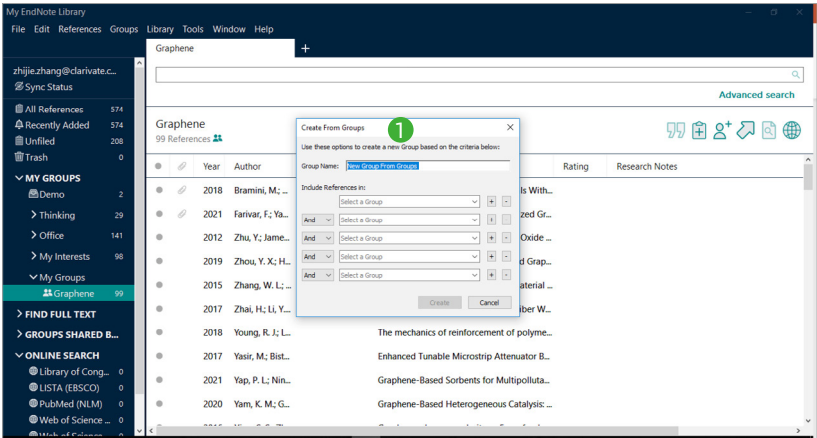 My EndNote Library
File Edit References Groups Library Tools Window Help
Graphene
zhijie.zhang@clarivate.c...
Sync Status
Advanced search
All References 574
Recently Added 574
Unfiled 208
Trash 0
MY GROUPS
Demo 2
Thinking 29
Office 141
My Interests 98
My Groups
Graphene 99
FIND FULL TEXT
GROUPS SHARED B...
ONLINE SEARCH
Library of Cong... 0
LISTA (EBSCO) 0
PubMed (NLM) 0
Web of Science ... 0
Web of Science 0
Graphene
99 References
Year Author Rating Research Notes
2018 Bramini, M.; ... ls With...
2021 Farivar, F.; Ya... zed Gr...
2012 Zhu, Y.; Jame... Oxide ...
2019 Zhou, Y. X.; H... d Grap...
2015 Zhang, W. L.; ... aterial ...
2017 Zhai, H.; Li, Y.... iber W...
2018 Young, R. J.; L... The mechanics of reinforcement of polyme...
2017 Yasir, M.; Bist... Enhanced Tunable Microstrip Attenuator B...
2021 Yap, P. L.; Nin... Graphene-Based Sorbents for Multipolluta...
2020 Yam, K. M.; G... Graphene-Based Heterogeneous Catalysis: ...
Create From Groups
1
Use these options to create a new Group based on the criteria below:
Group Name: New Group From Groups
Include References in:
Select a Group + -
And Select a Group + -
And Select a Group + -
And Select a Group + -
And Select a Group + -
Create Cancel